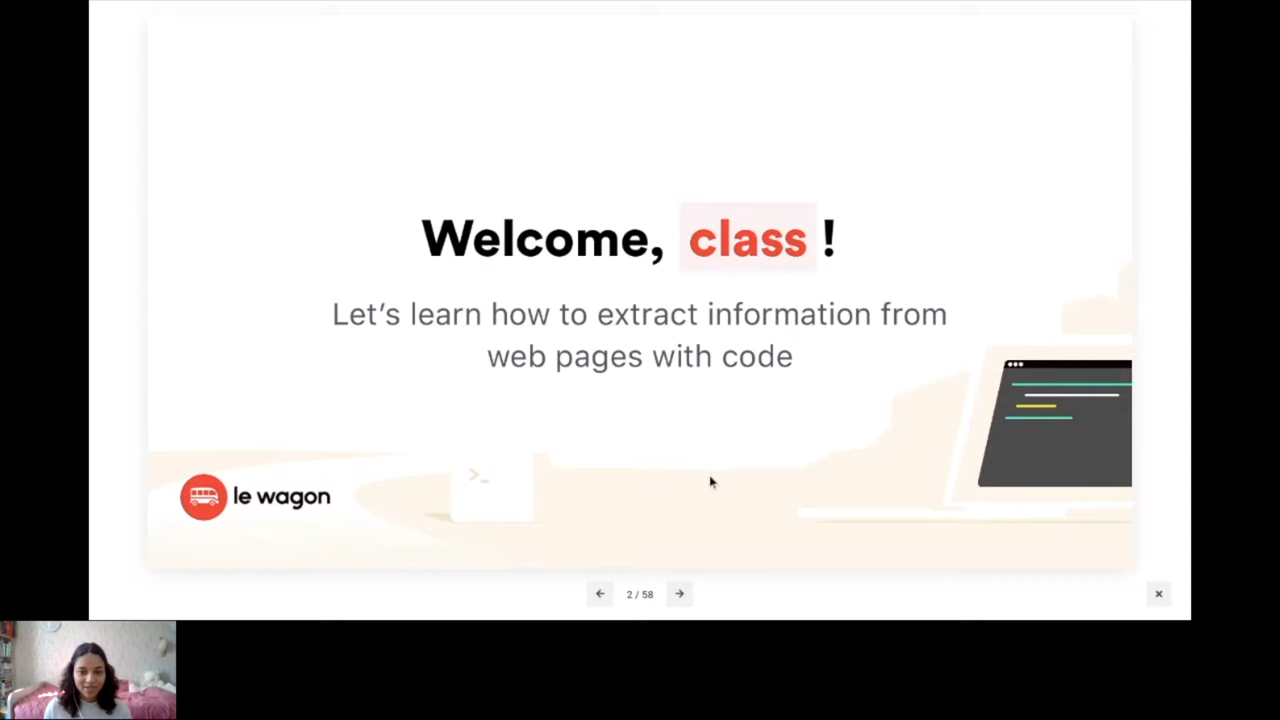 Welcome, class !
Let's learn how to extract information from
web pages with code
>_
le wagon
2 / 58